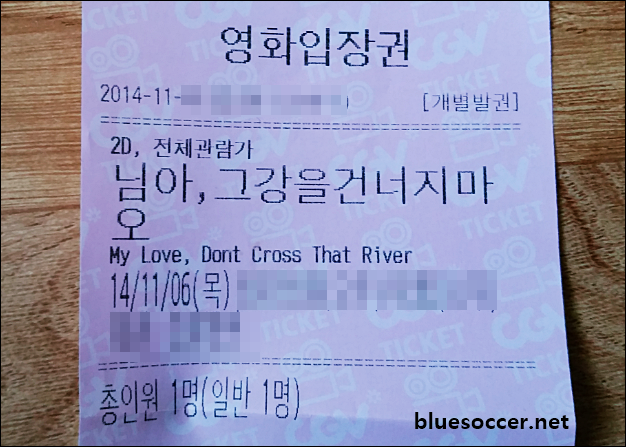 영화입장권
2014-11- [개별발권]
2D, 전체관람가
님아,그강을건너지마
오
My Love, Dont Cross That River
14/11/06(목)
총인원 1명(일반 1명)
bluesoccer.net
CGV
TICKET